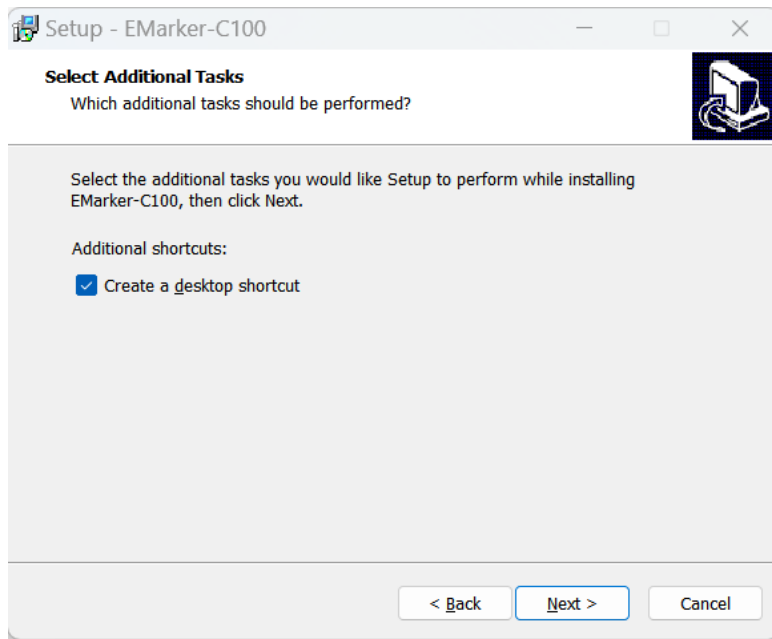 Setup - EMarker-C100
Select Additional Tasks
Which additional tasks should be performed?
Select the additional tasks you would like Setup to perform while installing
EMarker-C100, then click Next.
Additional shortcuts:
Create a desktop shortcut
< Back
Next >
Cancel